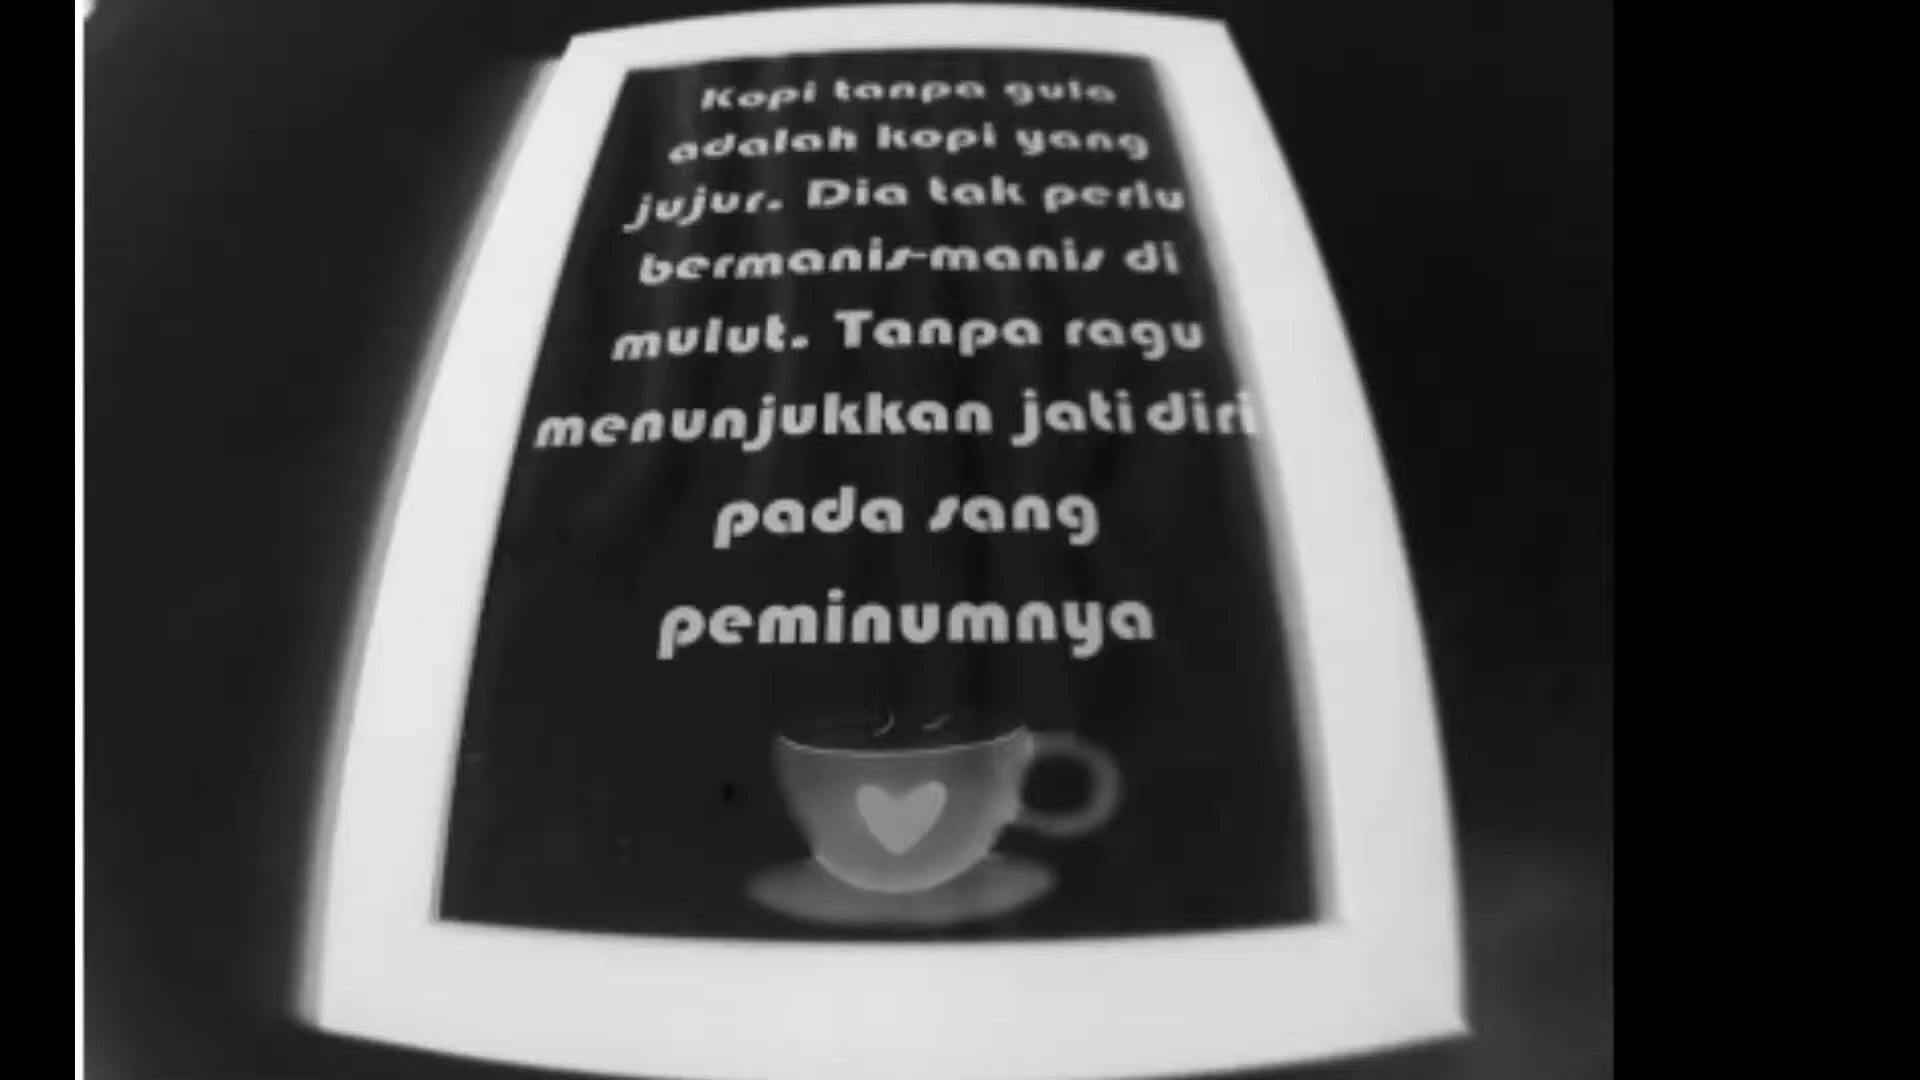 Kopi tanpa gula
adalah kopi yang
jujur. Dia tak perlu
bermanis-manis di
mulut. Tanpa ragu
menunjukkan jati diri
pada sang
peminumnya